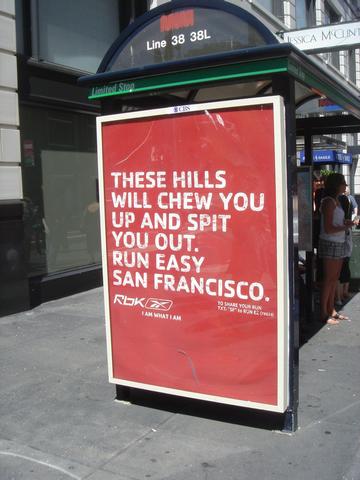 Line 38 38L
JESSICA MCCLINT
Limited Stop
CBS
THESE HILLS
WILL CHEW YOU
UP AND SPIT
YOU OUT.
RUN EASY
SAN FRANCISCO.
Rbk
I AM WHAT I AM
TO SHARE YOUR RUN